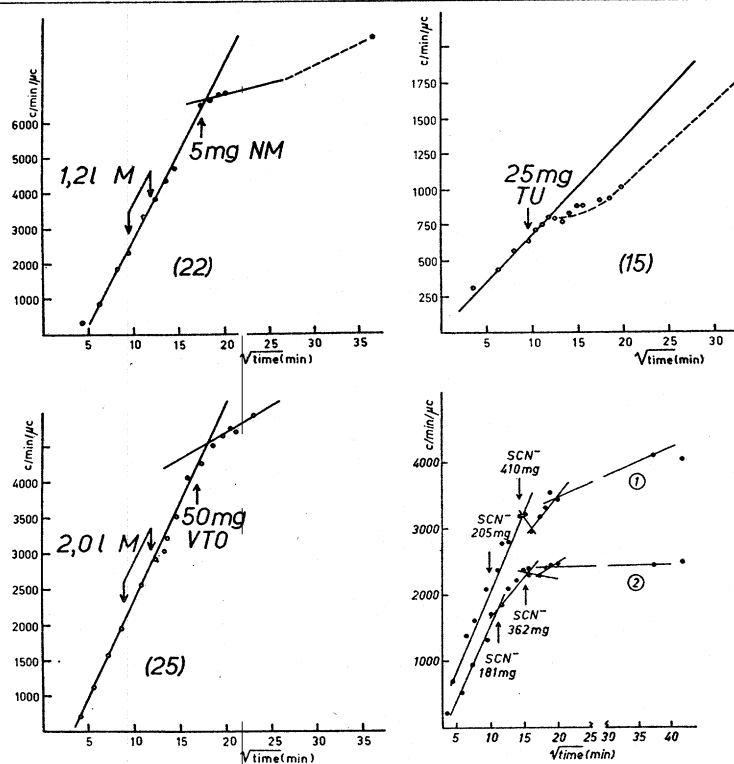 c/min/μc
6000
5000
4000
3000
2000
1000
1,2l M
5mg NM
(22)
5
10
15
20
25
30
35
√time(min)
c/min/μc
1750
1500
1250
1000
750
500
250
25mg
TU
(15)
5
10
15
20
25
30
√time(min)
c/min/μc
4000
3500
3000
2500
2000
1500
1000
2,0l M
50mg
VTO
(25)
5
10
15
20
25
30
35
√time(min)
c/min/μc
4000
3000
2000
1000
SCN⁻
410mg
SCN⁻
205mg
SCN⁻
362mg
SCN⁻
181mg
1
2
5
10
15
20
25
30
35
40
√time(min)